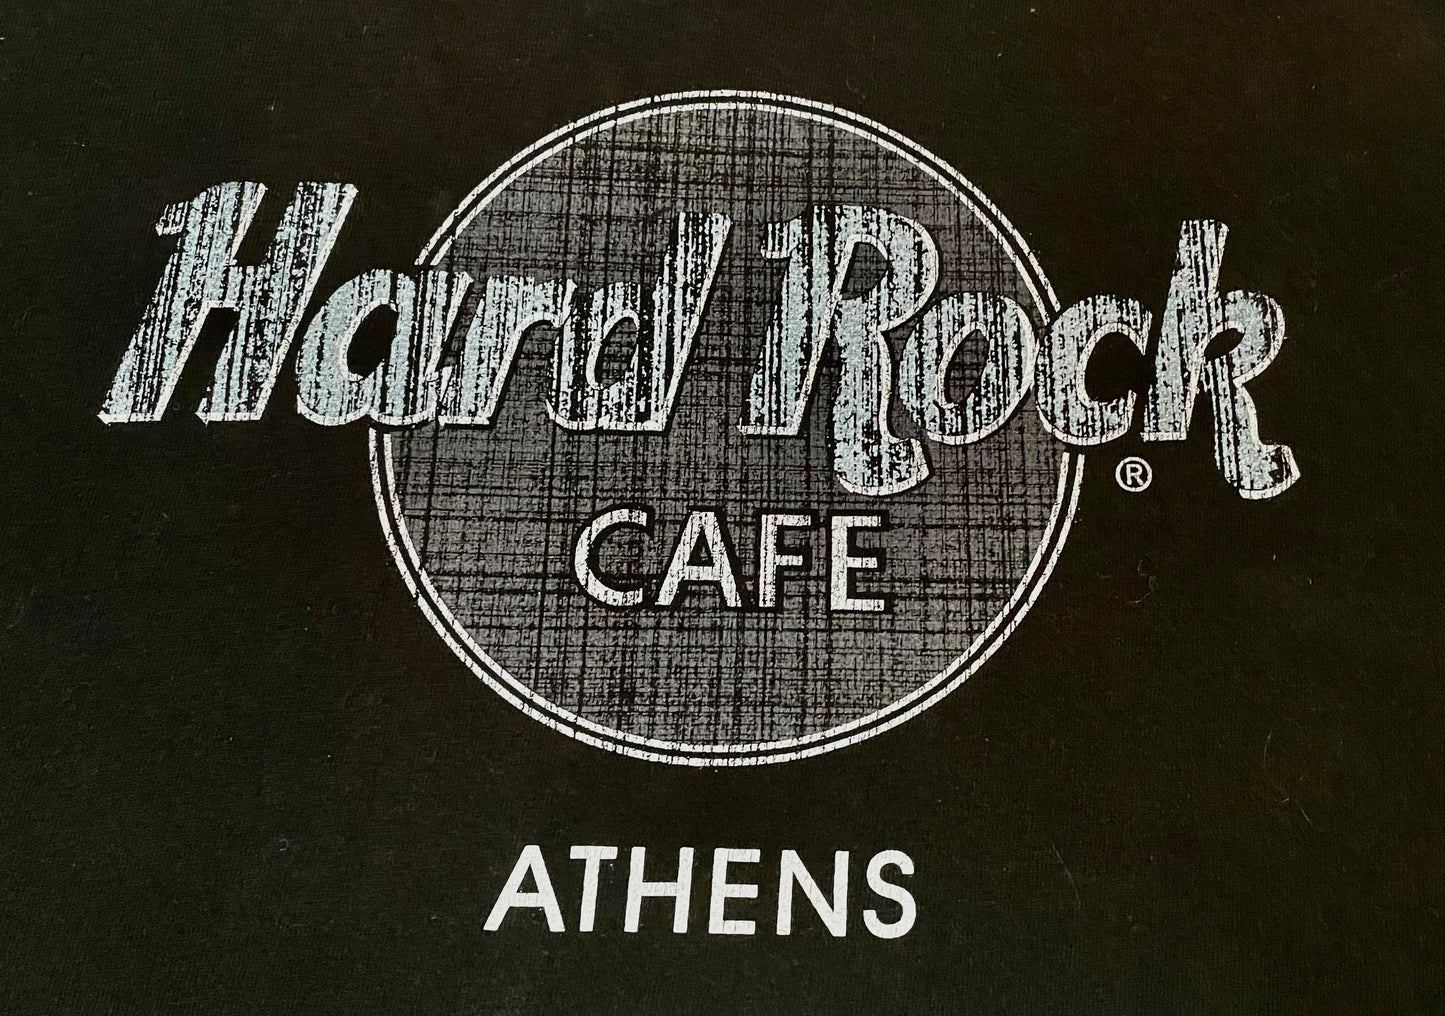 Hard Rock
®
CAFE
ATHENS